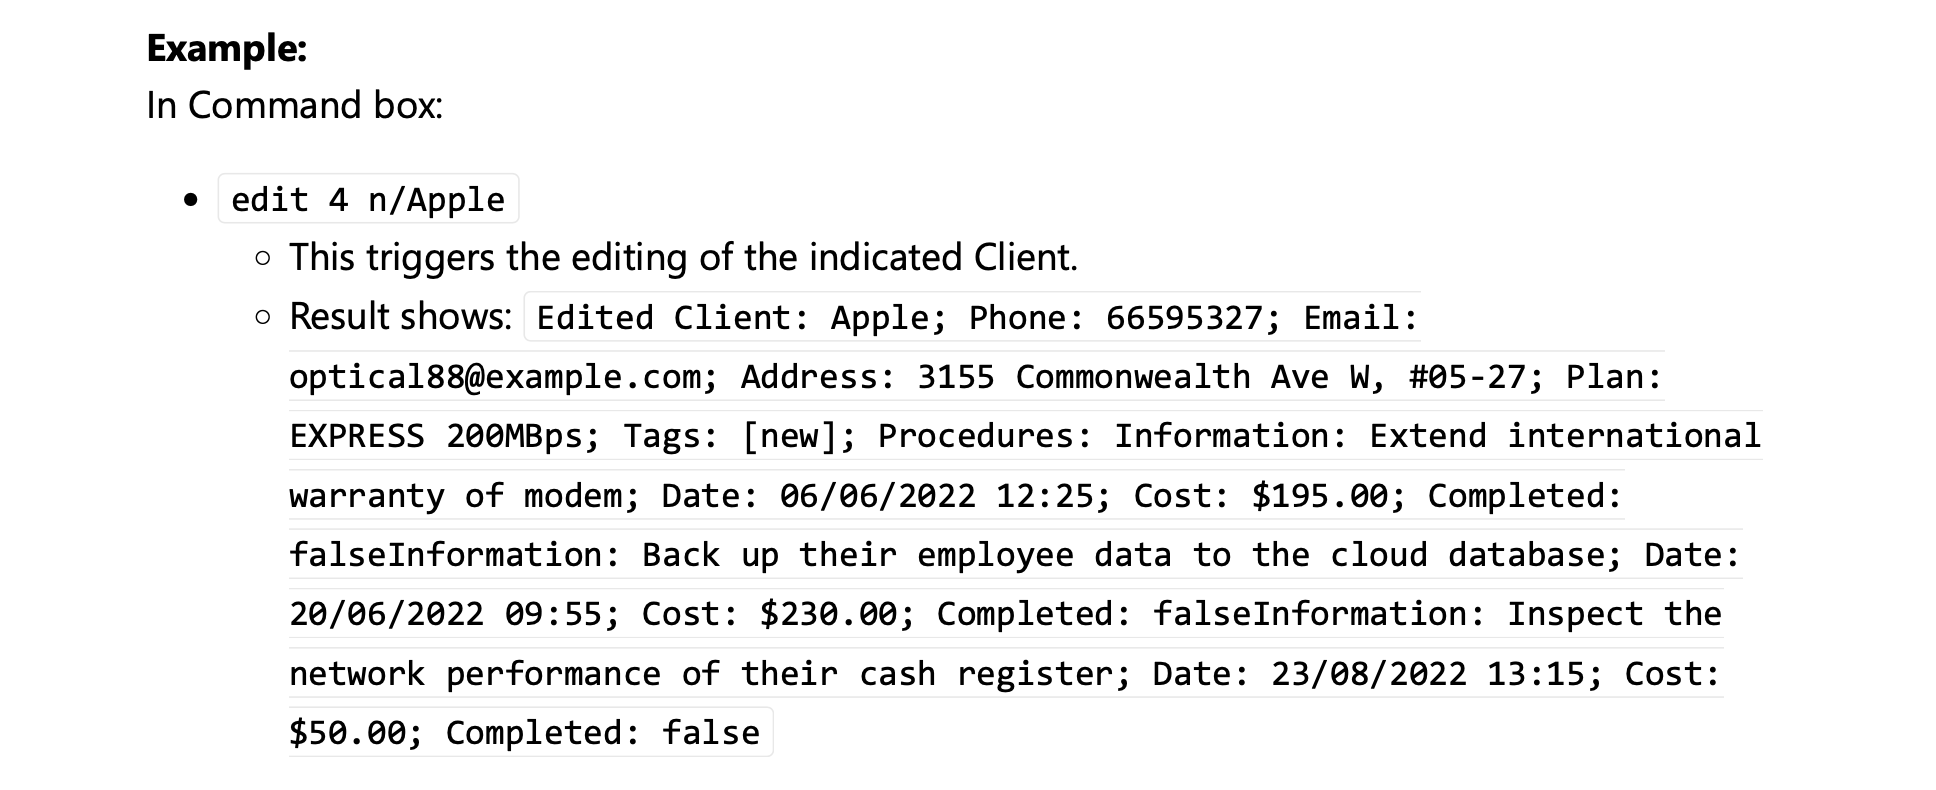 Example:
In Command box:
edit 4 n/Apple
This triggers the editing of the indicated Client.
Result shows: Edited Client: Apple; Phone: 66595327; Email:
optical88@example.com; Address: 3155 Commonwealth Ave W, #05-27; Plan:
EXPRESS 200MBps; Tags: [new]; Procedures: Information: Extend international
warranty of modem; Date: 06/06/2022 12:25; Cost: $195.00; Completed:
falseInformation: Back up their employee data to the cloud database; Date:
20/06/2022 09:55; Cost: $230.00; Completed: falseInformation: Inspect the
network performance of their cash register; Date: 23/08/2022 13:15; Cost:
$50.00; Completed: false